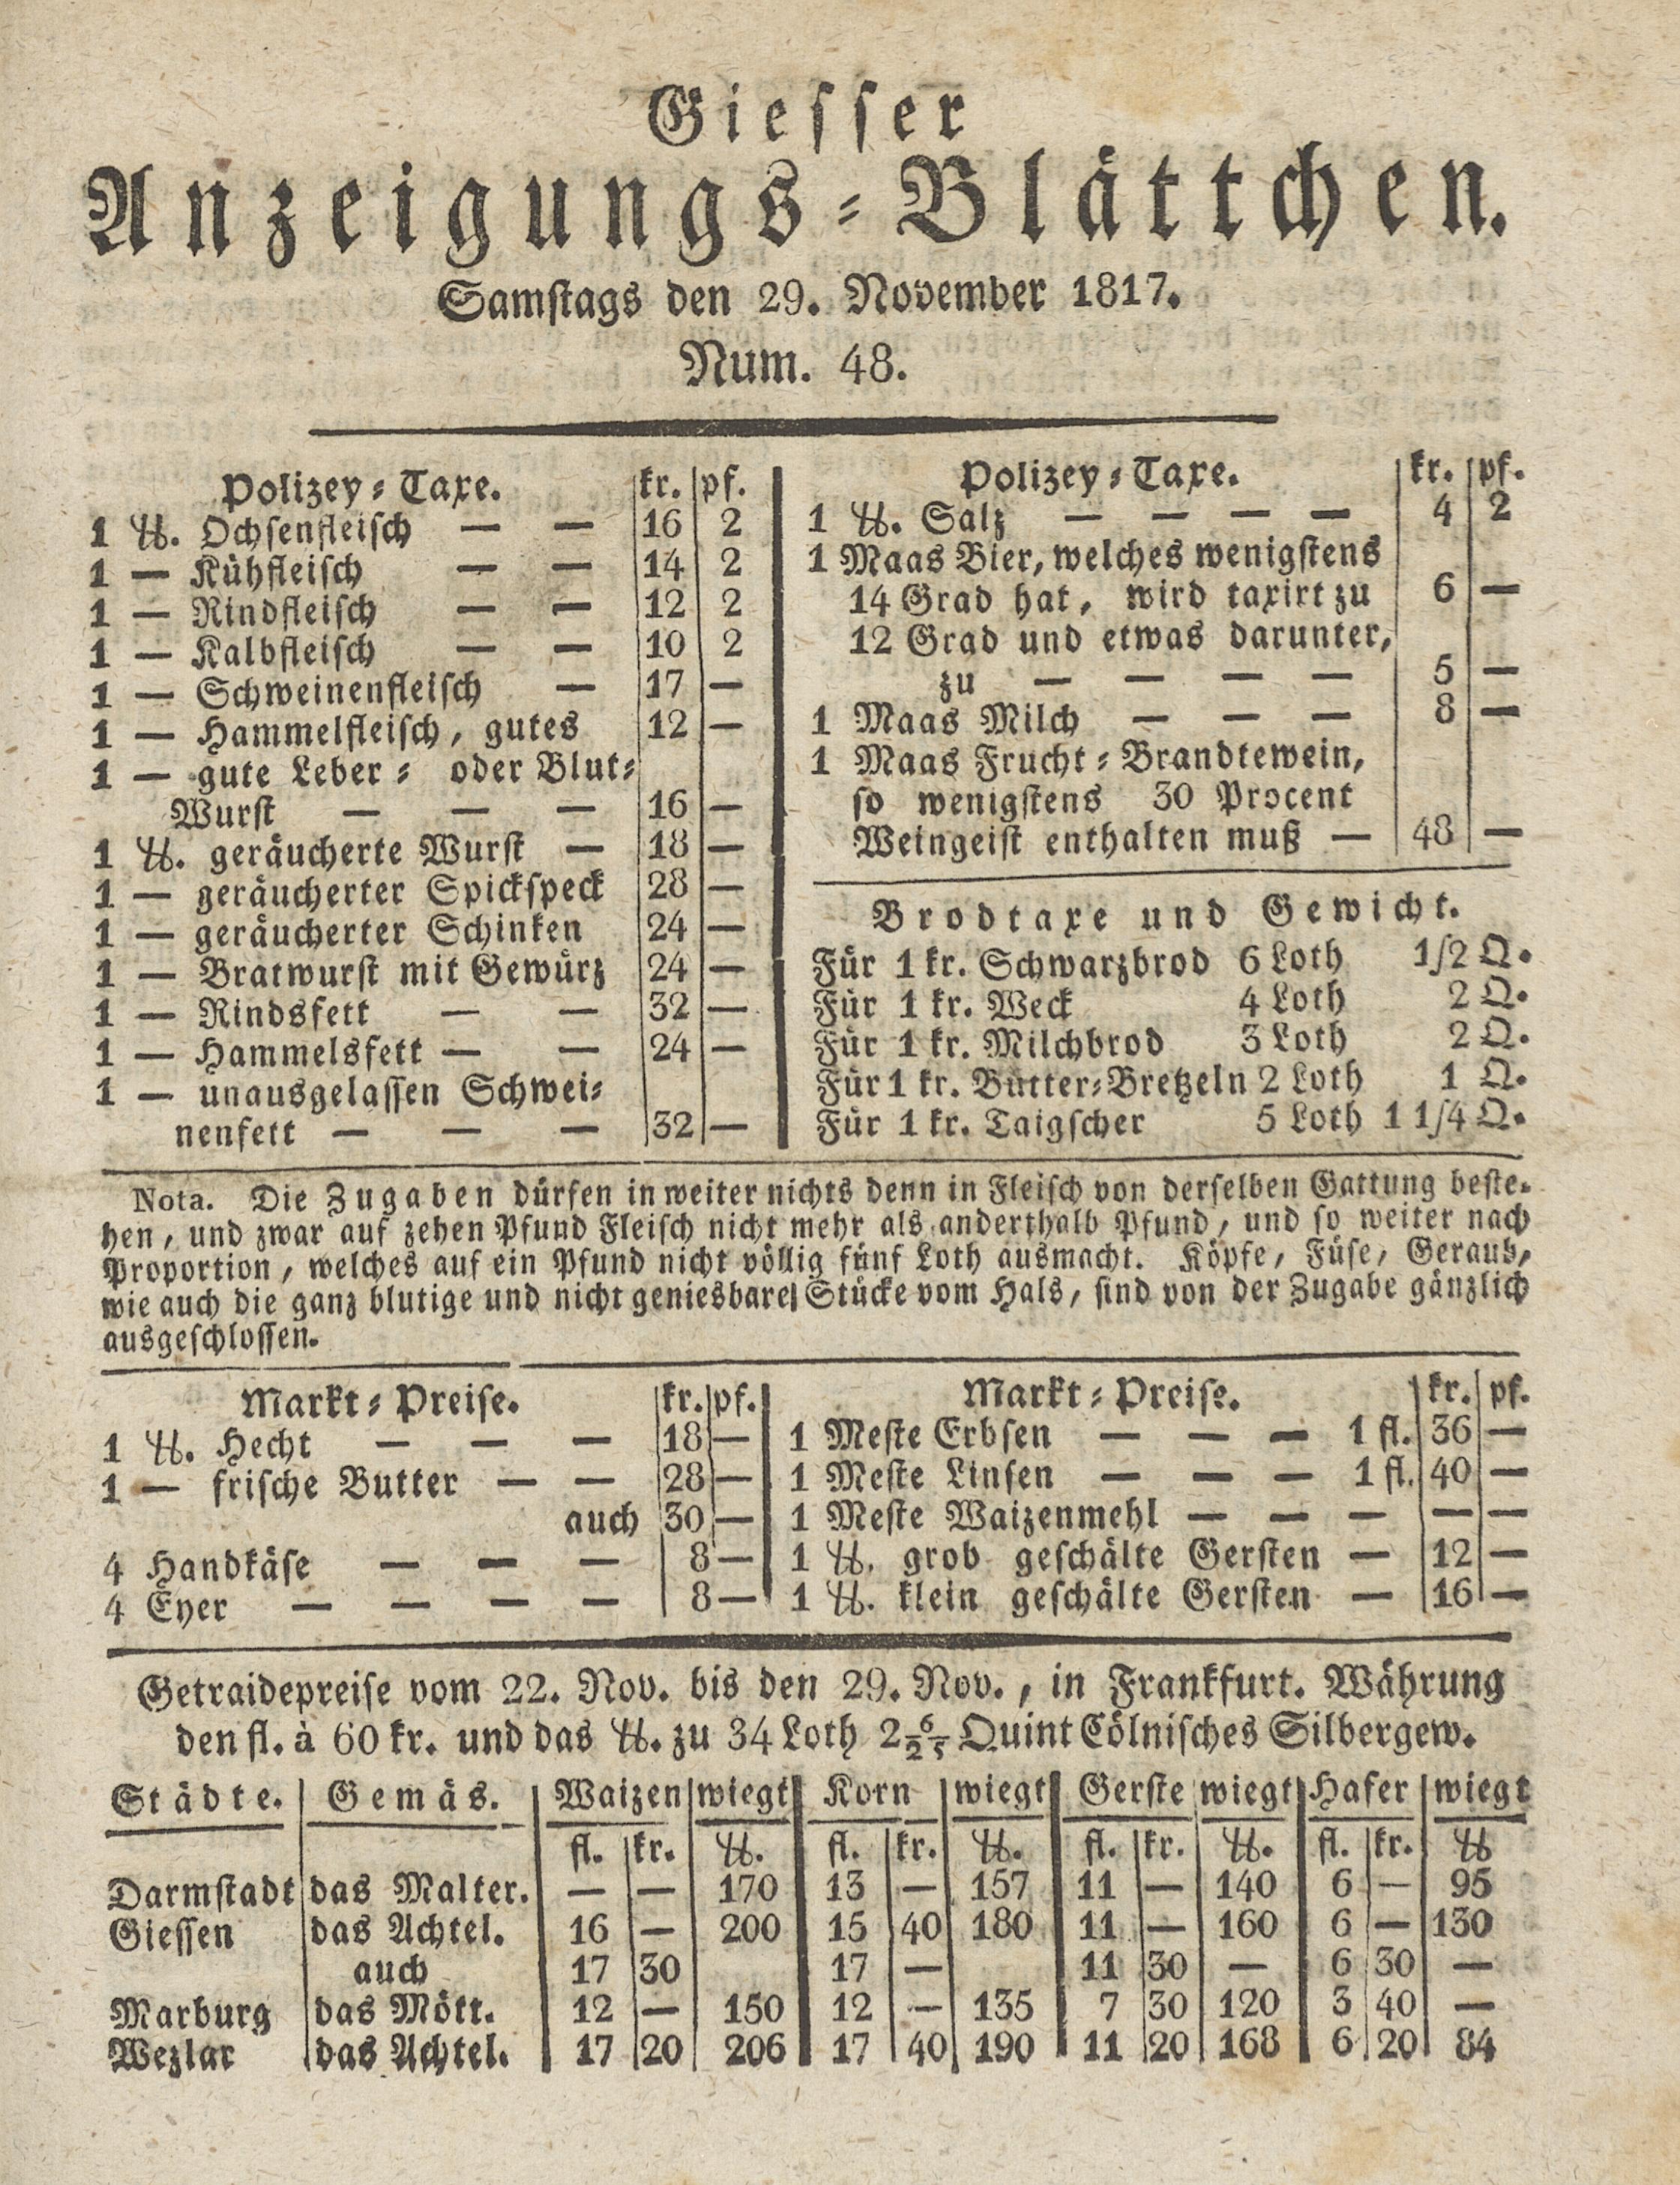 Giesser
Anzeigungs-Blättchen.
Samstags den 29. November 1817.
Num. 48.
Polizey-Taxe. kr. pf.
1 ℔. Ochsenfleisch — — 16 2
1 — Kühfleisch — — 14 2
1 — Rindfleisch — — 12 2
1 — Kalbfleisch — — 10 2
1 — Schweinenfleisch — 17 —
1 — Hammelfleisch, gutes 12 —
1 — gute Leber- oder Blut-
Wurst — — — 16 —
1 ℔. geräucherte Wurst — 18 —
1 — geräucherter Spickspeck 28 —
1 — geräucherter Schinken 24 —
1 — Bratwurst mit Gewürz 24 —
1 — Rindsfett — — 32 —
1 — Hammelsfett — — 24 —
1 — unausgelassen Schwei-
nenfett — — — 32 —
Polizey-Taxe. kr. pf.
1 ℔. Salz — — — — 4 2
1 Maas Bier, welches wenigstens
14 Grad hat, wird taxirt zu 6 —
12 Grad und etwas darunter,
zu — — — — 5 —
1 Maas Milch — — — 8 —
1 Maas Frucht-Brandtewein,
so wenigstens 30 Procent
Weingeist enthalten muß — 48 —
Brodtaxe und Gewicht.
Für 1 kr. Schwarzbrod 6 Loth 1/2 Q.
Für 1 kr. Weck 4 Loth 2 Q.
Für 1 kr. Milchbrod 3 Loth 2 Q.
Für 1 kr. Butter-Bretzeln 2 Loth 1 Q.
Für 1 kr. Taigscher 5 Loth 1 1/4 Q.
Nota. Die Zugaben dürfen in weiter nichts denn in Fleisch von derselben Gattung beste-
hen, und zwar auf zehen Pfund Fleisch nicht mehr als anderthalb Pfund, und so weiter nach
Proportion, welches auf ein Pfund nicht völlig fünf Loth ausmacht. Köpfe, Füse, Geraub,
wie auch die ganz blutige und nicht geniesbare Stücke vom Hals, sind von der Zugabe gänzlich
ausgeschlossen.
Markt-Preise. kr. pf.
1 ℔. Hecht — — — 18 —
1 — frische Butter — — 28 —
auch 30 —
4 Handkäse — — — 8 —
4 Eyer — — — — 8 —
Markt-Preise. kr. pf.
1 Meste Erbsen — — — 1 fl. 36 —
1 Meste Linsen — — — 1 fl. 40 —
1 Meste Waizenmehl — — — — —
1 ℔. grob geschälte Gersten — 12 —
1 ℔. klein geschälte Gersten — 16 —
Getraidepreise vom 22. Nov. bis den 29. Nov., in Frankfurt. Währung
den fl. à 60 kr. und das ℔. zu 34 Loth 2 6/25 Quint Cölnisches Silbergew.
Städte. Gemäs. Waizen wiegt Korn wiegt Gerste wiegt Hafer wiegt
fl. kr. ℔. fl. kr. ℔. fl. kr. ℔. fl. kr. ℔
Darmstadt das Malter. — — 170 13 — 157 11 — 140 6 — 95
Giessen das Achtel. 16 — 200 15 40 180 11 — 160 6 — 130
auch 17 30 17 — 11 30 — 6 30 —
Marburg das Mött. 12 — 150 12 — 135 7 30 120 3 40 —
Wezlar das Achtel. 17 20 206 17 40 190 11 20 168 6 20 84